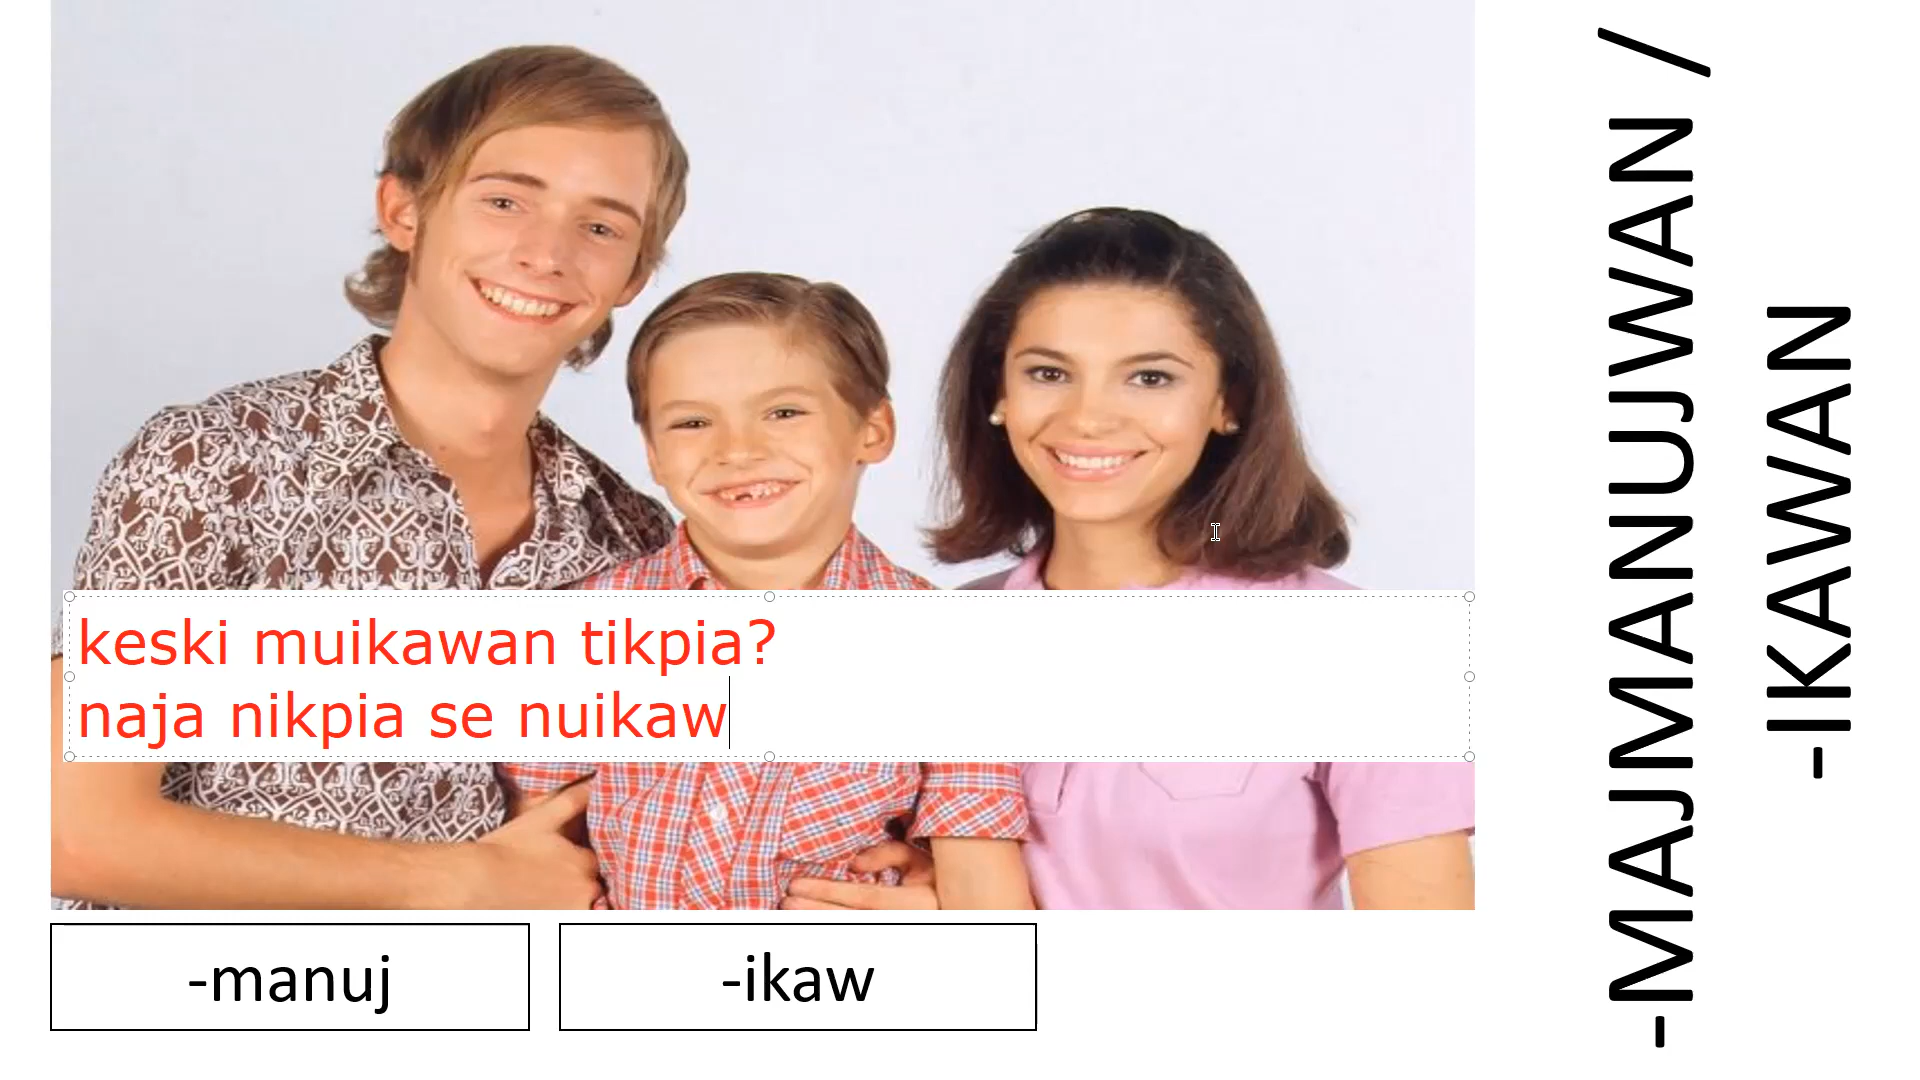 keski muikawan tikpia?
naja nikpia se nuikaw
-manuj
-ikaw
-MAJMANUJWAN /
-IKAWAN